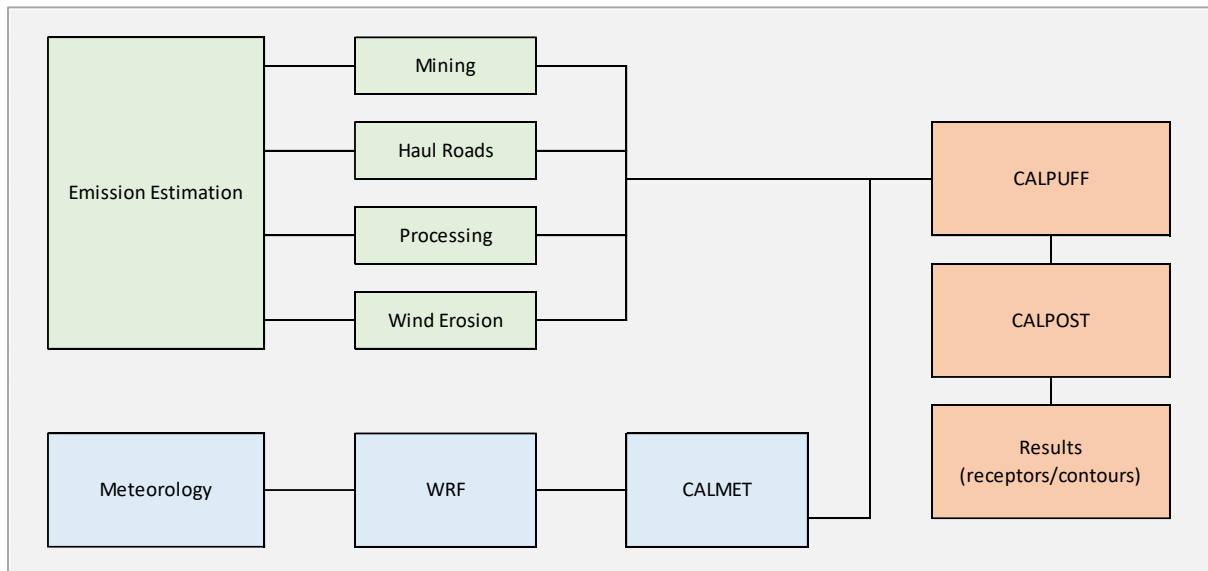 Emission Estimation
Mining
Haul Roads
Processing
Wind Erosion
CALPUFF
CALPOST
Results
(receptors/contours)
Meteorology
WRF
CALMET